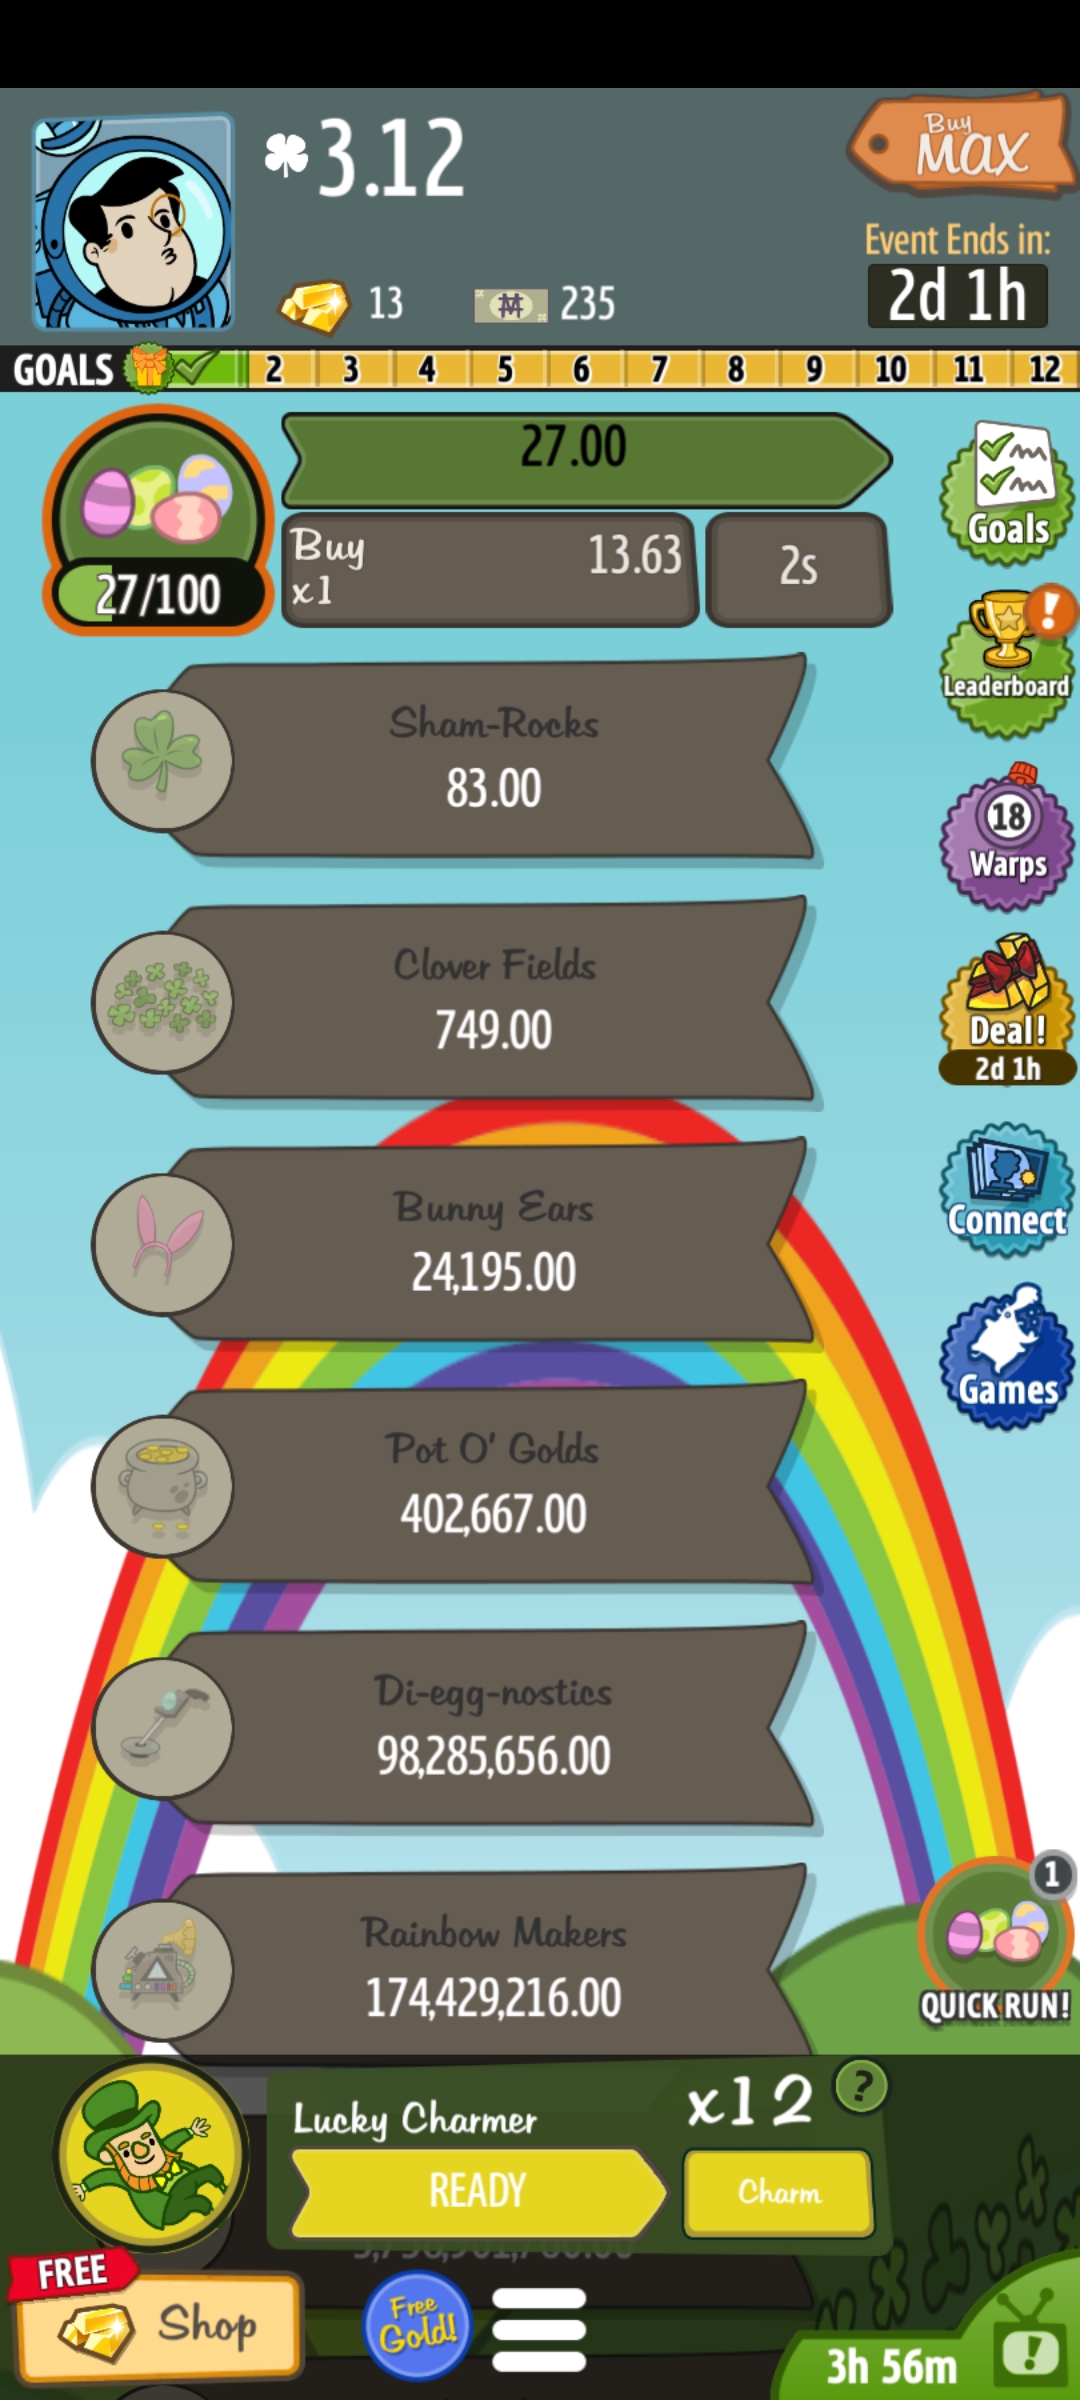 3.12
Buy
MAX
Event Ends in:
2d 1h
13
235
GOALS 2 3 4 5 6 7 8 9 10 11 12
27.00
Buy
x1
13.63
2s
27/100
Goals
!
Leaderboard
Sham-Rocks
83.00
18
Warps
Clover Fields
749.00
Deal!
2d 1h
Bunny Ears
24,195.00
Connect
Games
Pot O' Golds
402,667.00
Di-egg-nostics
98,285,656.00
Rainbow Makers
174,429,216.00
1
QUICK RUN!
Lucky Charmer
x12
?
READY
Charm
FREE
Shop
Free
Gold!
3h 56m
!